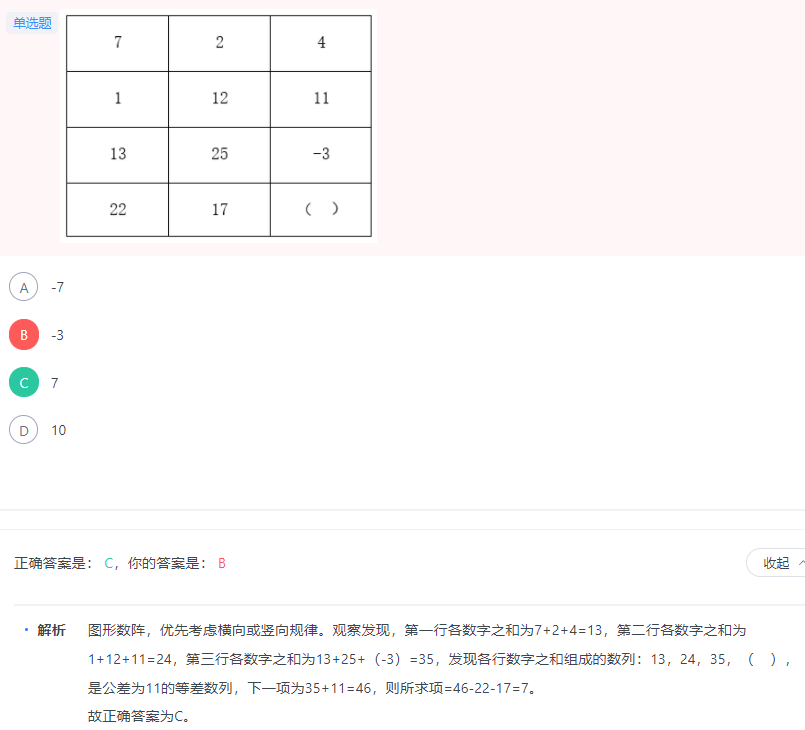 单选题
7 2 4
1 12 11
13 25 -3
22 17 （ ）
A -7
B -3
C 7
D 10
正确答案是： C，你的答案是： B 收起
• 解析 图形数阵，优先考虑横向或竖向规律。观察发现，第一行各数字之和为7+2+4=13，第二行各数字之和为
1+12+11=24，第三行各数字之和为13+25+（-3）=35，发现各行数字之和组成的数列：13，24，35，（ ），
是公差为11的等差数列，下一项为35+11=46，则所求项=46-22-17=7。
故正确答案为C。